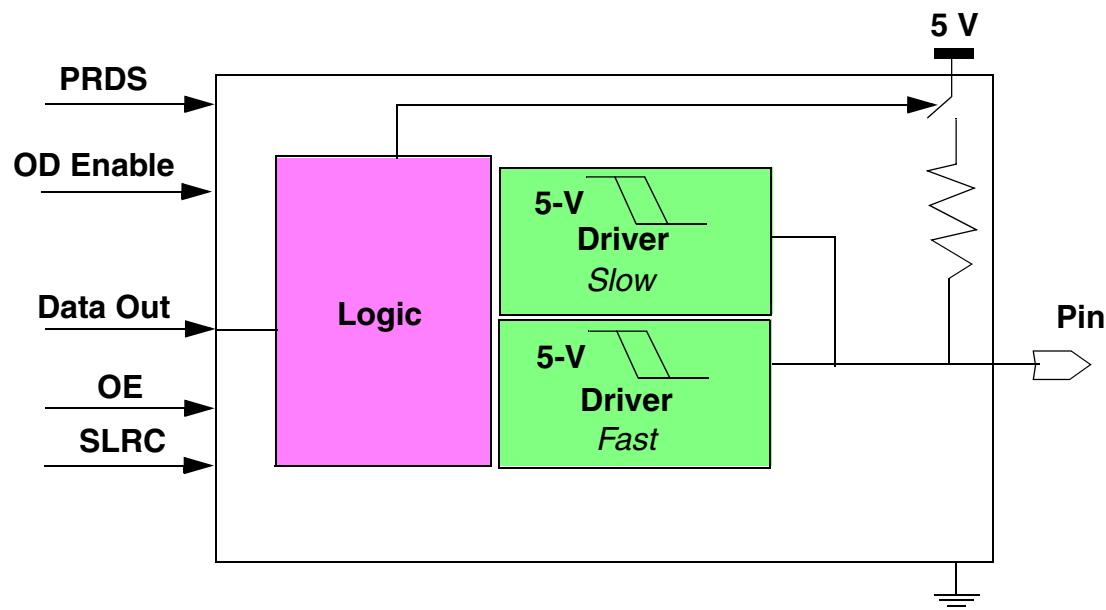 5 V
PRDS
OD Enable
5-V
Driver
Slow
Data Out
Logic
Pin
5-V
Driver
Fast
OE
SLRC